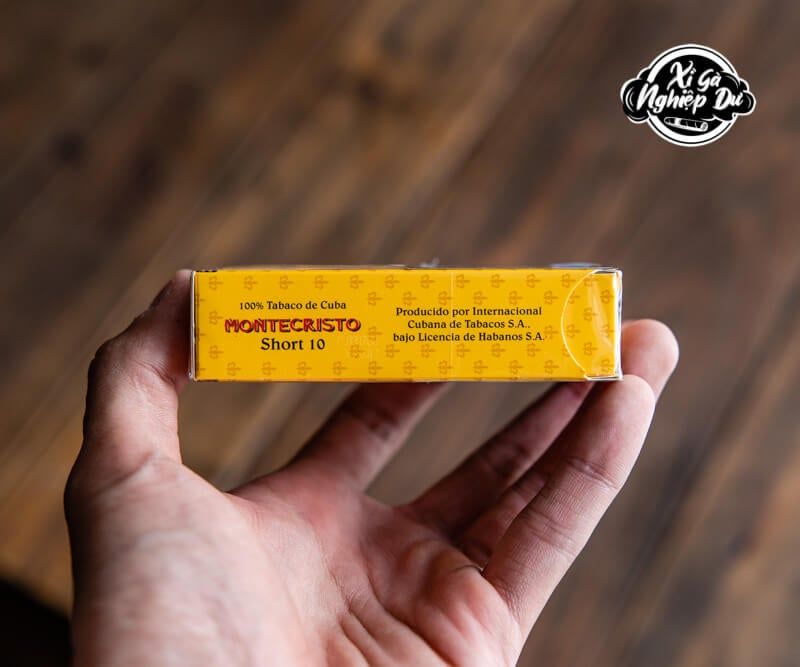 Xì Gà
Nghiệp Dư
100% Tabaco de Cuba
MONTECRISTO
Short 10
Producido por Internacional
Cubana de Tabacos S.A..
bajo Licencia de Habanos S.A.